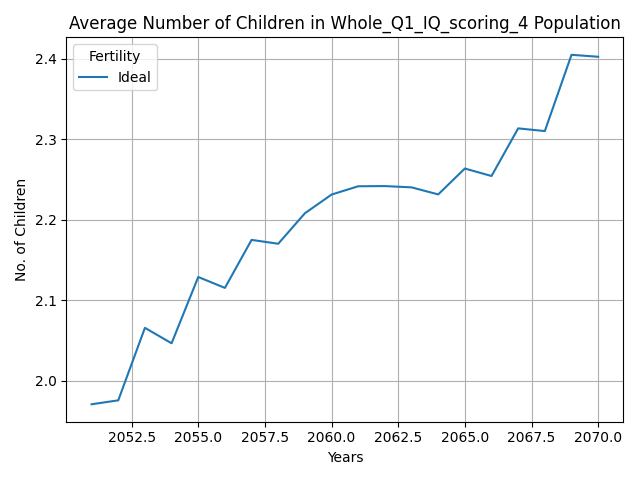 Average Number of Children in Whole_Q1_IQ_scoring_4 Population
Fertility
Ideal
No. of Children
2.4
2.3
2.2
2.1
2.0
2052.5 2055.0 2057.5 2060.0 2062.5 2065.0 2067.5 2070.0
Years